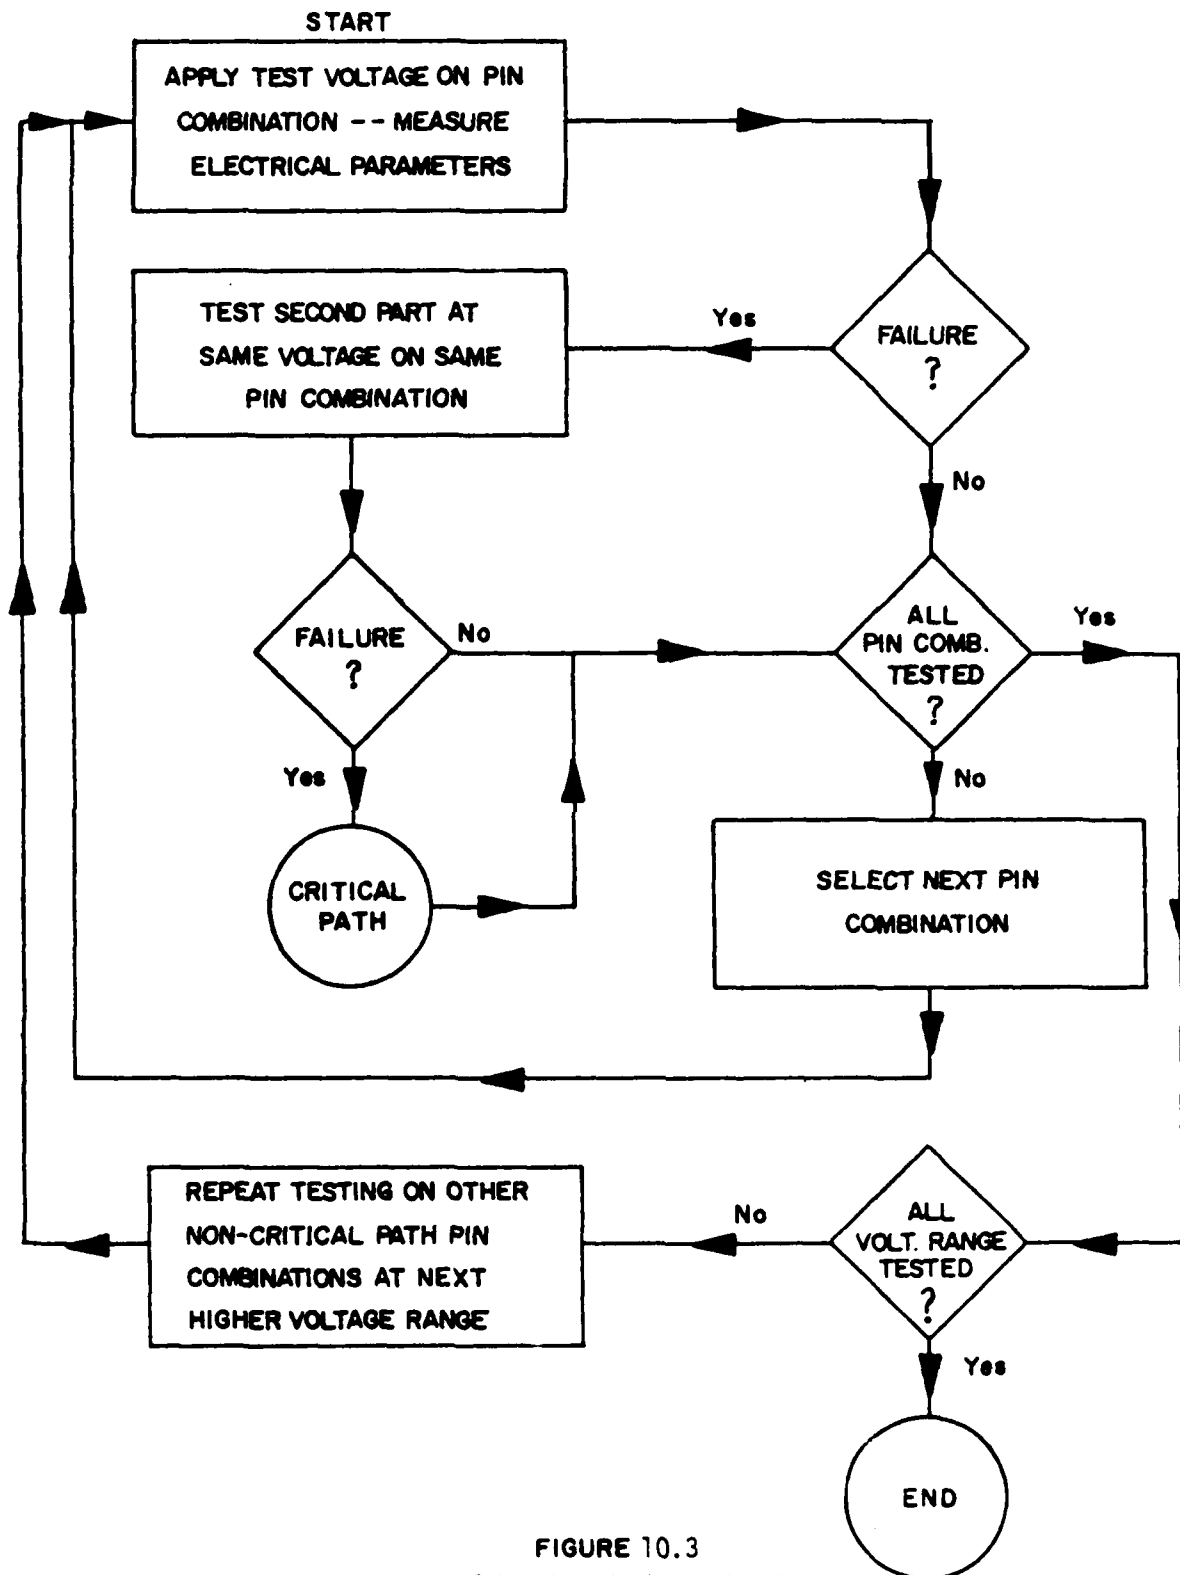 START
APPLY TEST VOLTAGE ON PIN
COMBINATION -- MEASURE
ELECTRICAL PARAMETERS
TEST SECOND PART AT
SAME VOLTAGE ON SAME
PIN COMBINATION
Yes
FAILURE
?
No
FAILURE
?
No
ALL
PIN COMB.
TESTED
?
Yes
Yes
No
CRITICAL
PATH
SELECT NEXT PIN
COMBINATION
REPEAT TESTING ON OTHER
NON-CRITICAL PATH PIN
COMBINATIONS AT NEXT
HIGHER VOLTAGE RANGE
No
ALL
VOLT. RANGE
TESTED
?
Yes
END
FIGURE 10.3